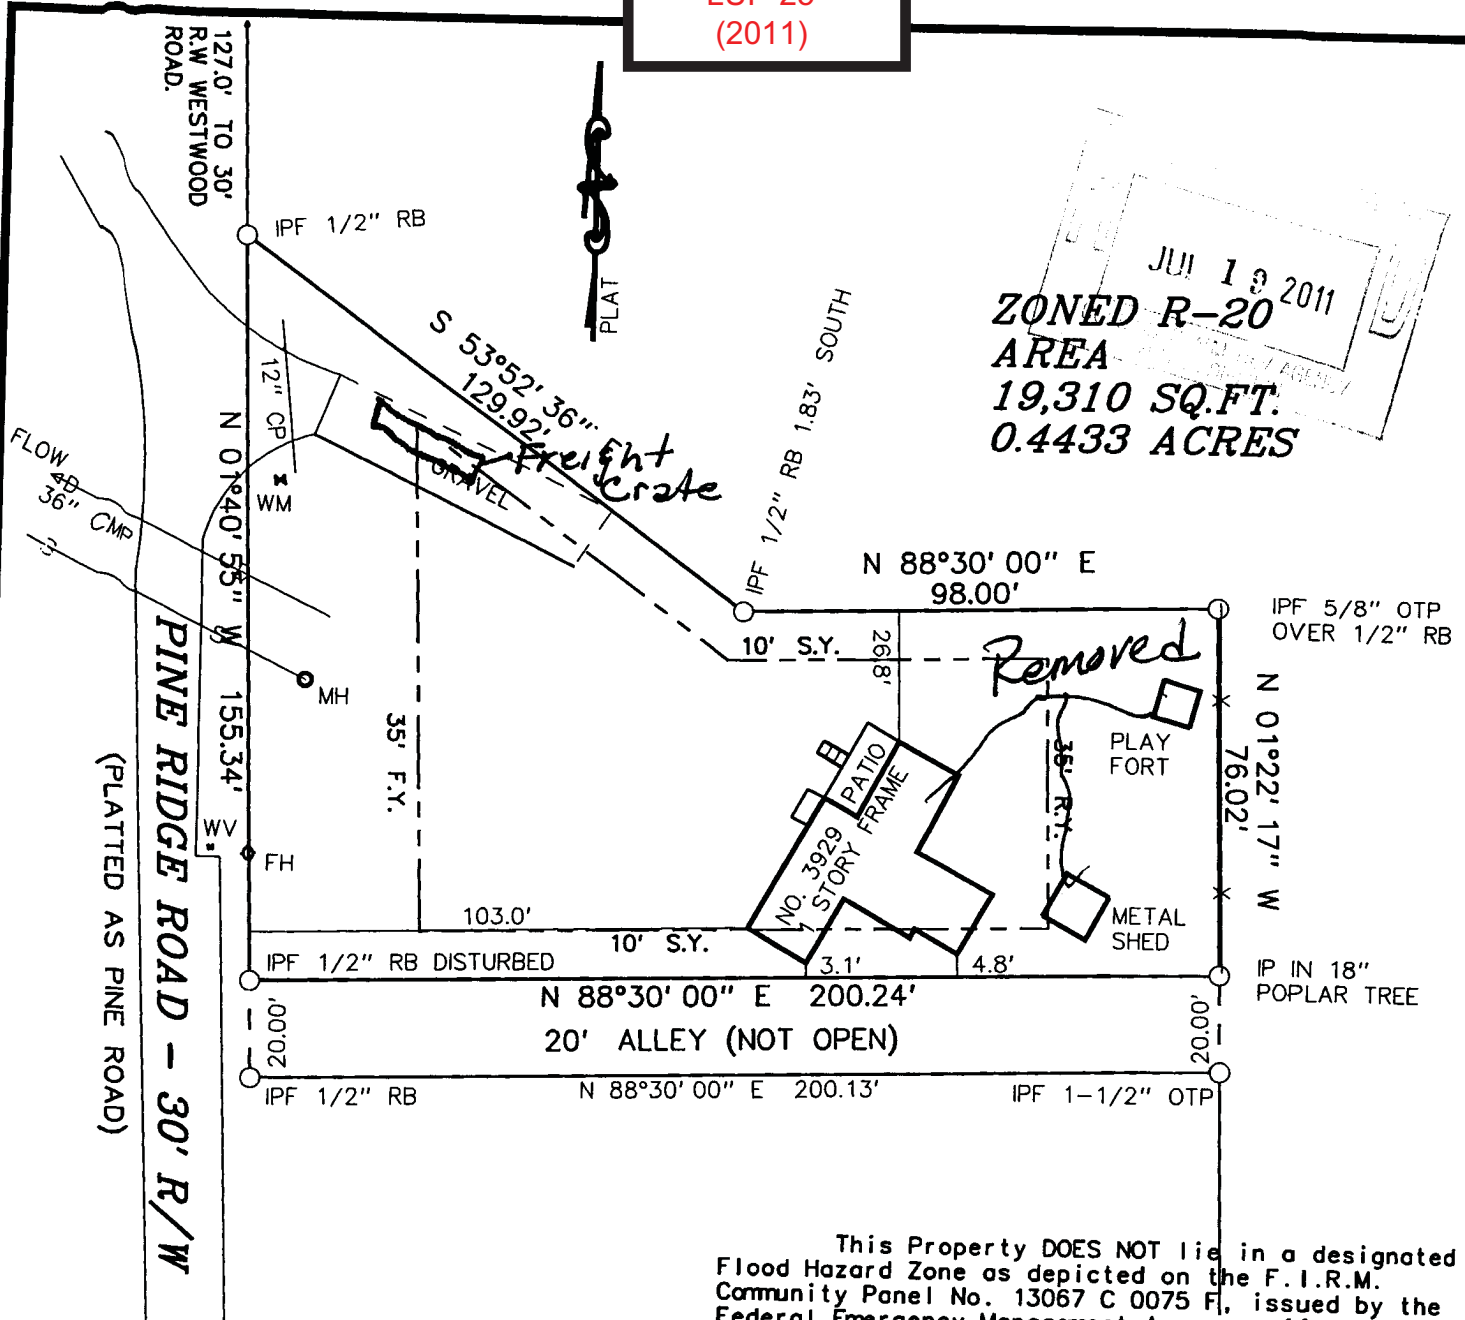 (2011)
127.0' TO 30'
R.W WESTWOOD
ROAD.
IPF 1/2" RB
PLAT
JUL 19 2011
ZONED R-20
AREA
19,310 SQ.FT.
0.4433 ACRES
S 53°52'36"
129.92'
IPF 1/2" RB 1.83' SOUTH
12" CP
WM
FLOW
36" CMP
GRAVEL
Freight
Crate
N 01°40'55" W 155.34'
MH
N 88°30'00" E
98.00'
IPF 5/8" OTP
OVER 1/2" RB
10' S.Y.
26.8'
Removed
N 01°22'17" W
76.02'
PLAY
FORT
35' R.Y.
35' F.Y.
PATIO
FRAME
NO. 3929
STORY
METAL
SHED
WV
FH
103.0'
10' S.Y.
IPF 1/2" RB DISTURBED
3.1'
4.8'
IP IN 18"
POPLAR TREE
N 88°30'00" E 200.24'
20.00'
20' ALLEY (NOT OPEN)
20.00'
IPF 1/2" RB
N 88°30'00" E 200.13'
IPF 1-1/2" OTP
PINE RIDGE ROAD - 30' R/W
(PLATTED AS PINE ROAD)
This Property DOES NOT lie in a designated
Flood Hazard Zone as depicted on the F.I.R.M.
Community Panel No. 13067 C 0075 F, issued by the
Federal Emergency Management